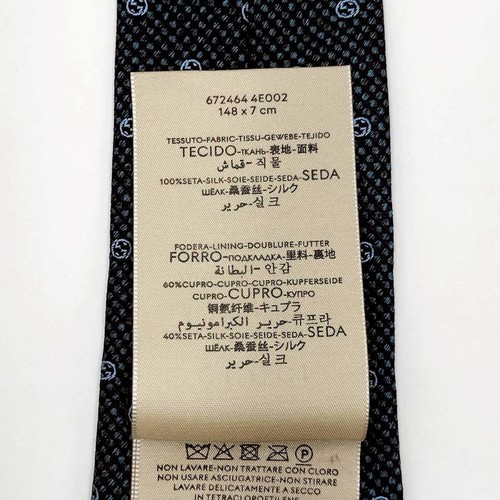 672464 4E002
148 x 7 cm
TESSUTO-FABRIC-TISSU-GEWEBE-TEJIDO
TECIDO-ТКАНЬ-表地-面料
직물-قماش
100%SETA-SILK-SOIE-SEIDE-SEDA-SEDA
ШЁЛК-桑蚕丝-シルク
실크-حرير
FODERA-LINING-DOUBLURE-FUTTER
FORRO-ПОДКЛАДКА-里料-裏地
안감-البطانة
60%CUPRO-CUPRO-CUPRO-KUPFERSEIDE
CUPRO-CUPRO-КУПРО
铜氨纤维-キュプラ
큐프라-حرير الكبرامونيوم
40%SETA-SILK-SOIE-SEIDE-SEDA-SEDA
ШЁЛК-桑蚕丝-シルク
실크-حرير
P
NON LAVARE-NON TRATTARE CON CLORO
NON USARE ASCIUGATRICE-STIRARE
LAVARE DELICATAMENTE A SECCO
IN TETRACLOROETILENE